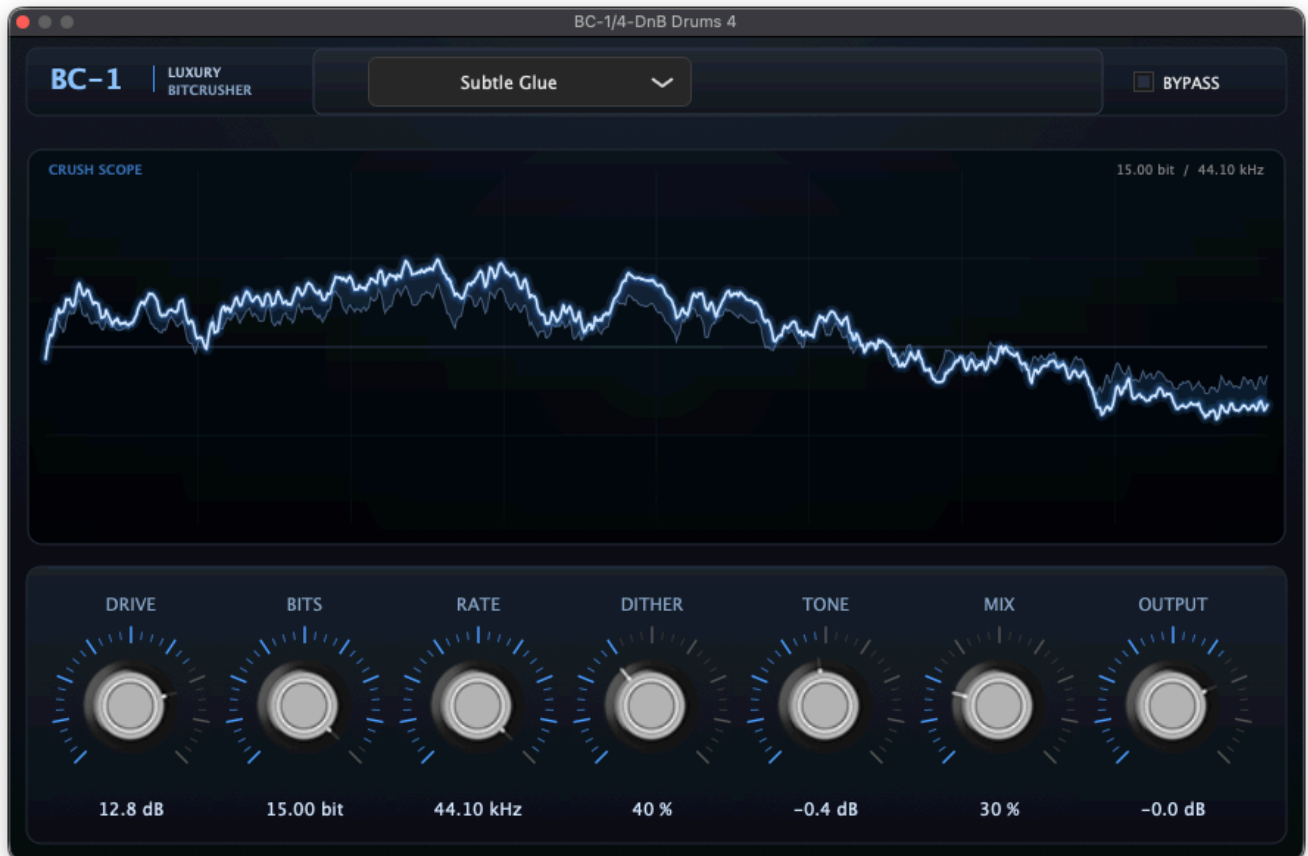 BC-1/4-DnB Drums 4
BC-1
LUXURY
BITCRUSHER
Subtle Glue
BYPASS
CRUSH SCOPE
15.00 bit / 44.10 kHz
DRIVE BITS RATE DITHER TONE MIX OUTPUT
12.8 dB 15.00 bit 44.10 kHz 40 % -0.4 dB 30 % -0.0 dB